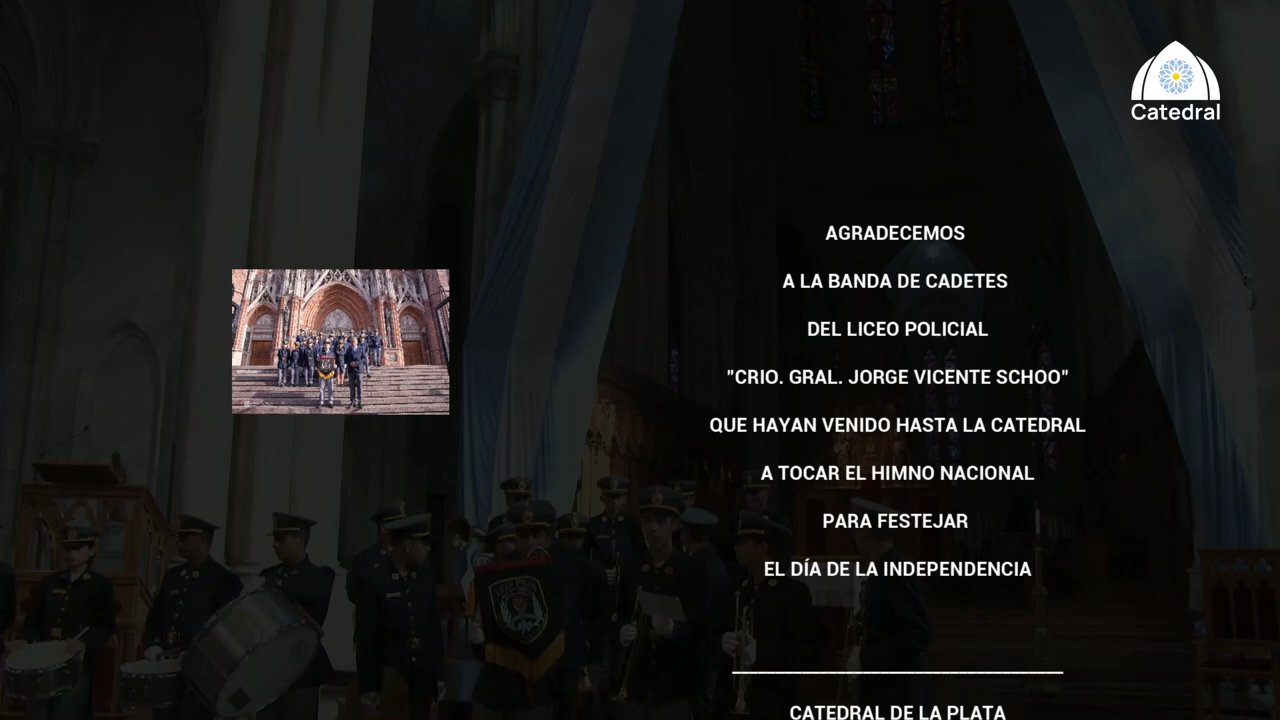 Catedral
AGRADECEMOS
A LA BANDA DE CADETES
DEL LICEO POLICIAL
"CRIO. GRAL. JORGE VICENTE SCHOO"
QUE HAYAN VENIDO HASTA LA CATEDRAL
A TOCAR EL HIMNO NACIONAL
PARA FESTEJAR
EL DÍA DE LA INDEPENDENCIA
CATEDRAL DE LA PLATA